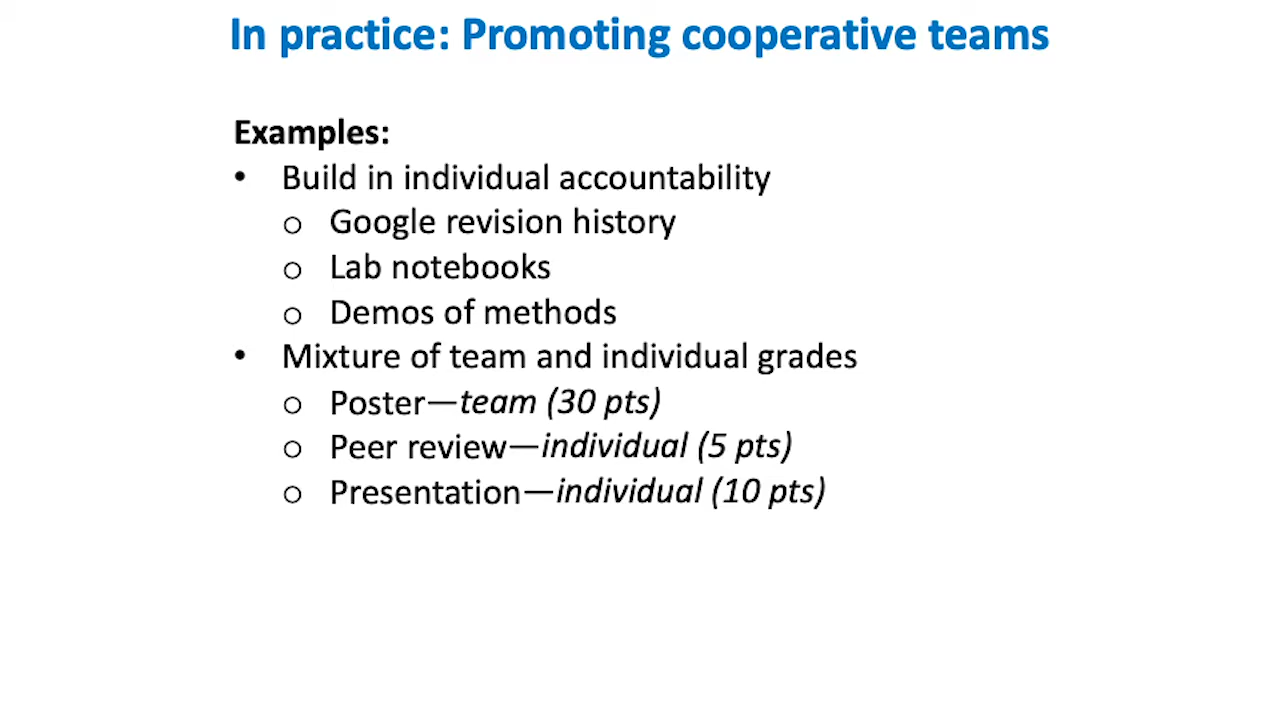 In practice: Promoting cooperative teams
Examples:
• Build in individual accountability
o Google revision history
o Lab notebooks
o Demos of methods
• Mixture of team and individual grades
o Poster—team (30 pts)
o Peer review—individual (5 pts)
o Presentation—individual (10 pts)